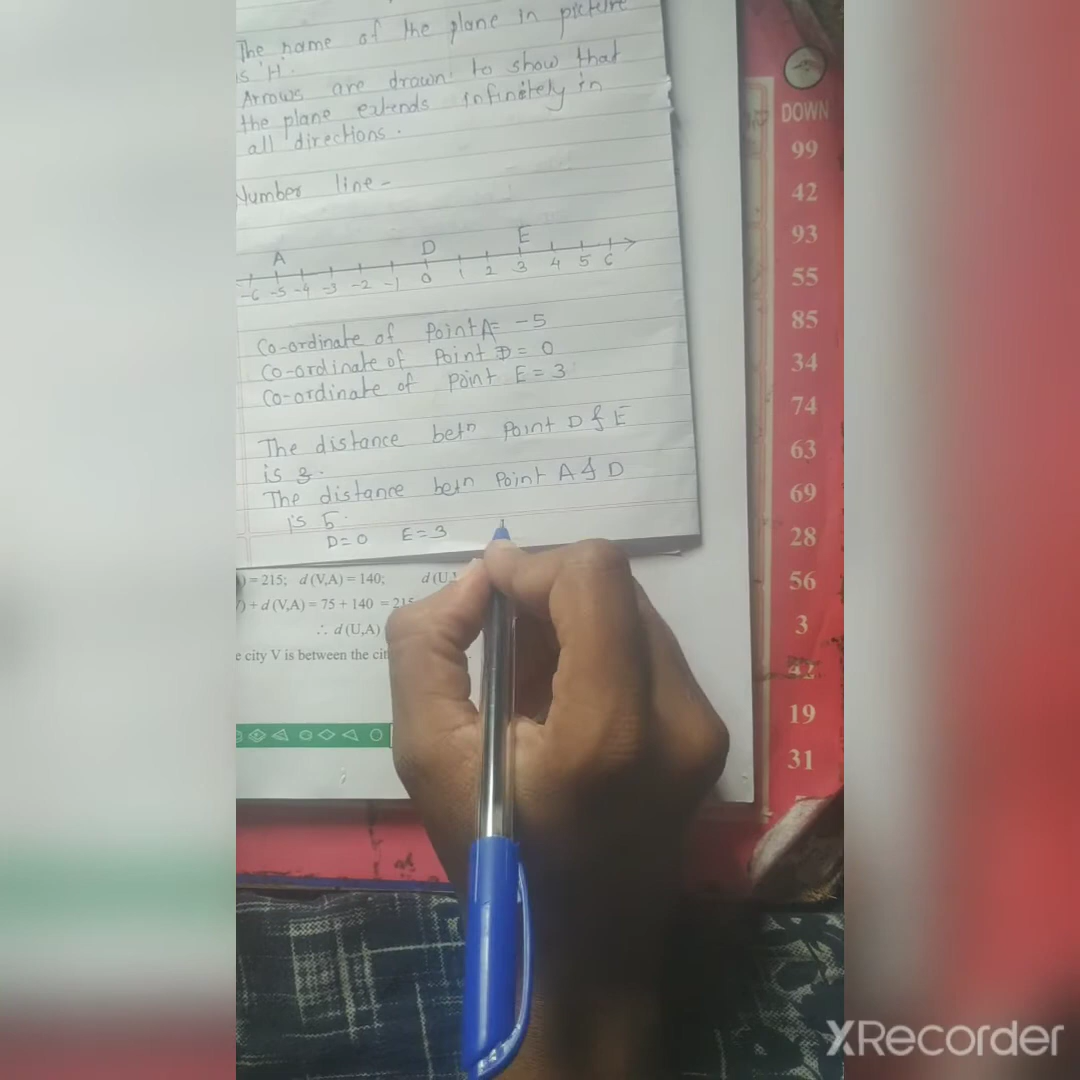 The name of the plane in picture
is 'H'.
Arrows are drawn to show that
the plane extends infinitely in
all directions.
Number line -
A D E
-6 -5 -4 -3 -2 -1 0 1 2 3 4 5 6
Co-ordinate of Point A = -5
Co-ordinate of Point D = 0
Co-ordinate of Point E = 3
The distance betn Point D & E
is 3.
The distance betn Point A & D
is 5.
D = 0 E = 3
) = 215; d (V,A) = 140; d (U,
) + d (V,A) = 75 + 140 = 215
∴ d (U,A)
e city V is between the cit
DOWN
99
42
93
55
85
34
74
63
69
28
56
3
42
19
31
XRecorder